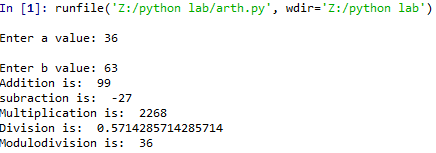 In [1]: runfile('Z:/python lab/arth.py', wdir='Z:/python lab')
Enter a value: 36
Enter b value: 63
Addition is:  99
subraction is:  -27
Multiplication is:  2268
Division is:  0.5714285714285714
Modulodivision is:  36